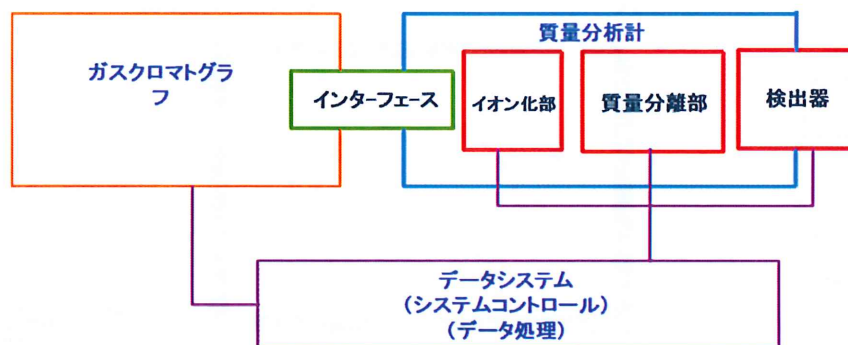 質量分析計
ガスクロマトグラ
フ
インターフェース
イオン化部
質量分離部
検出器
データシステム
(システムコントロール)
(データ処理)